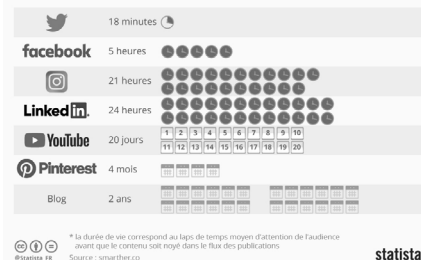 18 minutes
facebook 5 heures
21 heures
Linked in. 24 heures
YouTube 20 jours
1 2 3 4 5 6 7 8 9 10
11 12 13 14 15 16 17 18 19 20
Pinterest 4 mois
Blog 2 ans
* la durée de vie correspond au laps de temps moyen d'attention de l'audience
avant que le contenu soit noyé dans le flux des publications
@Statista_FR Source : smarther.co
statista